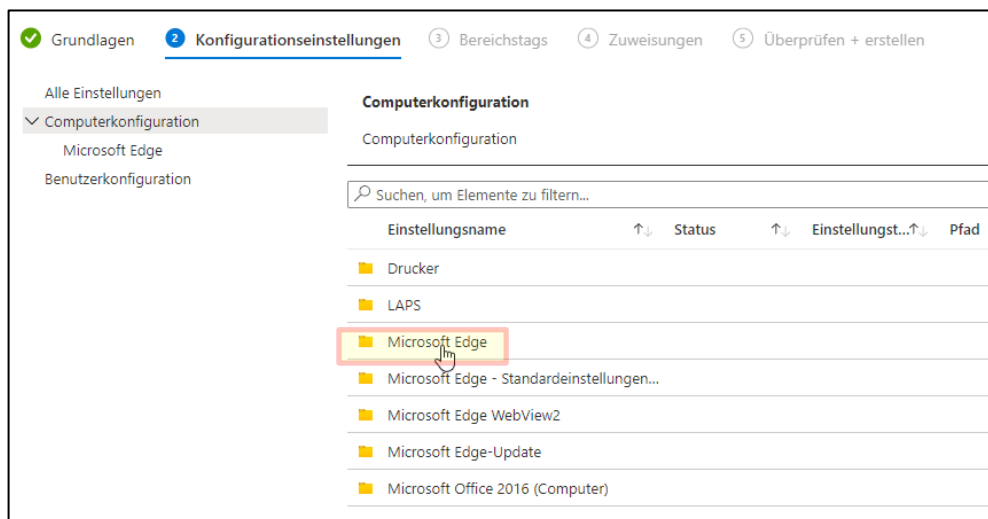 Grundlagen 2 Konfigurationseinstellungen 3 Bereichstags 4 Zuweisungen 5 Überprüfen + erstellen
Alle Einstellungen
Computerkonfiguration
Microsoft Edge
Benutzerkonfiguration
Computerkonfiguration
Computerkonfiguration
Suchen, um Elemente zu filtern...
Einstellungsname Status Einstellungst... Pfad
Drucker
LAPS
Microsoft Edge
Microsoft Edge - Standardeinstellungen...
Microsoft Edge WebView2
Microsoft Edge-Update
Microsoft Office 2016 (Computer)